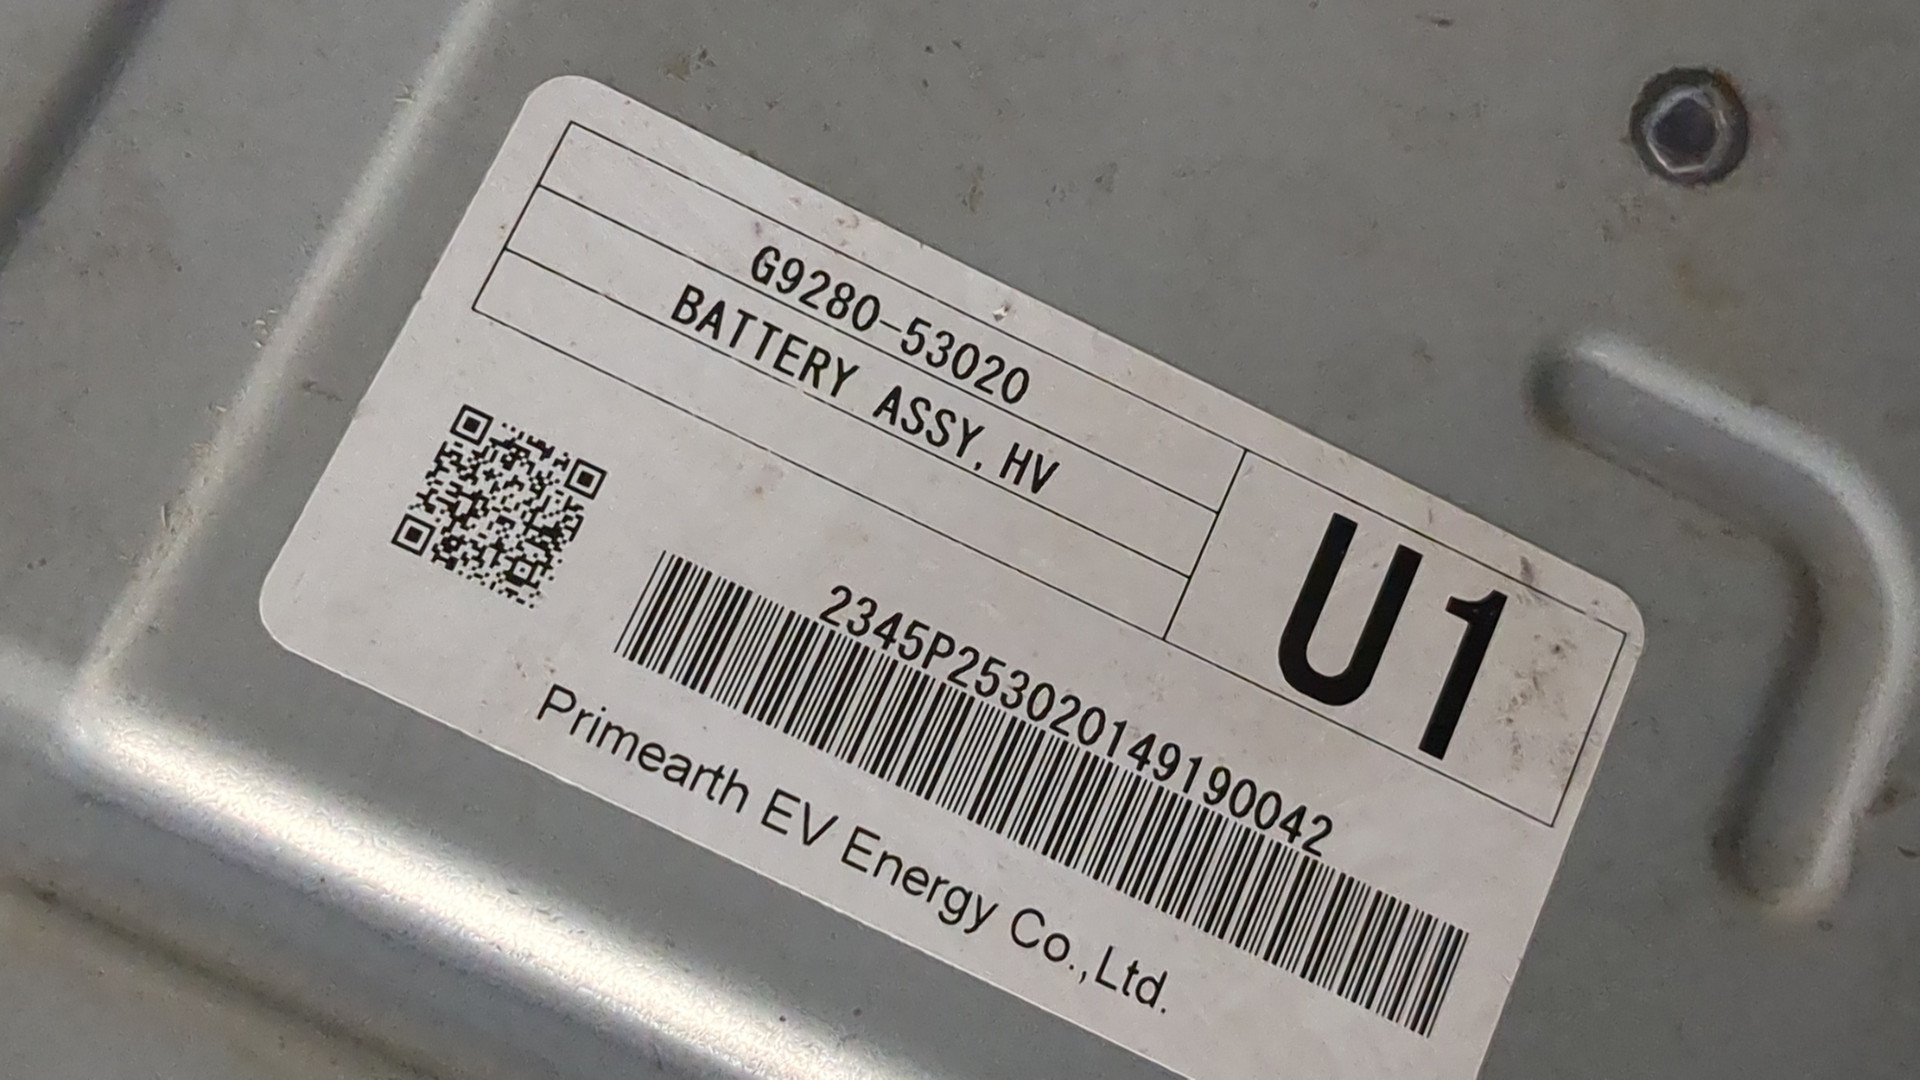 G9280-53020
BATTERY ASSY, HV
U1
2345P253020149190042
Primearth EV Energy Co.,Ltd.